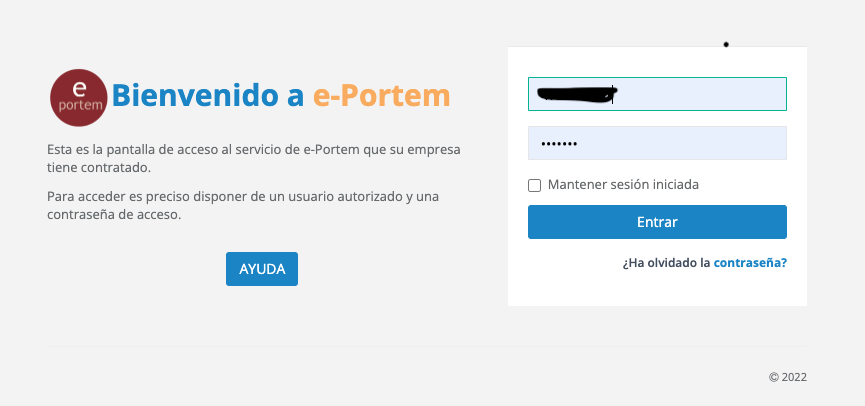 e
portem
Bienvenido a e-Portem
Esta es la pantalla de acceso al servicio de e-Portem que su empresa
tiene contratado.
Para acceder es preciso disponer de un usuario autorizado y una
contraseña de acceso.
AYUDA
•••••••
Mantener sesión iniciada
Entrar
¿Ha olvidado la contraseña?
© 2022